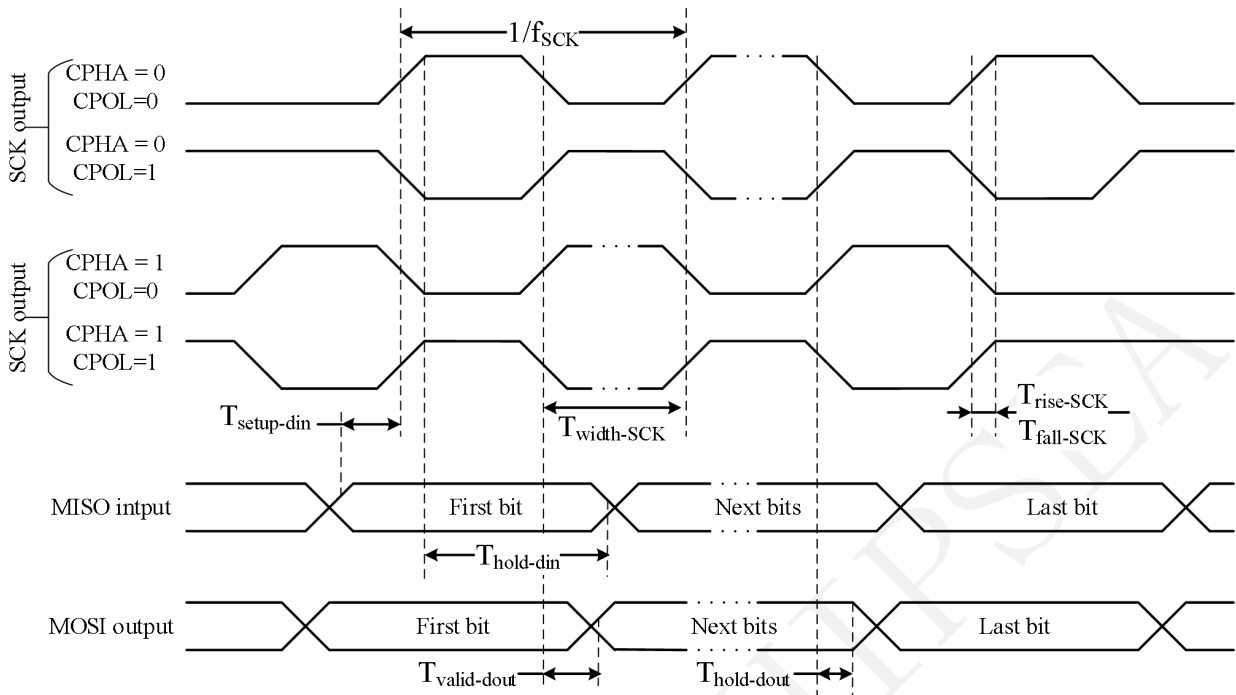 1/fSCK
SCK output
CPHA = 0
CPOL=0
CPHA = 0
CPOL=1
SCK output
CPHA = 1
CPOL=0
CPHA = 1
CPOL=1
Tsetup-din
Twidth-SCK
Trise-SCK
Tfall-SCK
MISO intput
First bit
Next bits
Last bit
Thold-din
MOSI output
First bit
Next bits
Last bit
Tvalid-dout
Thold-dout